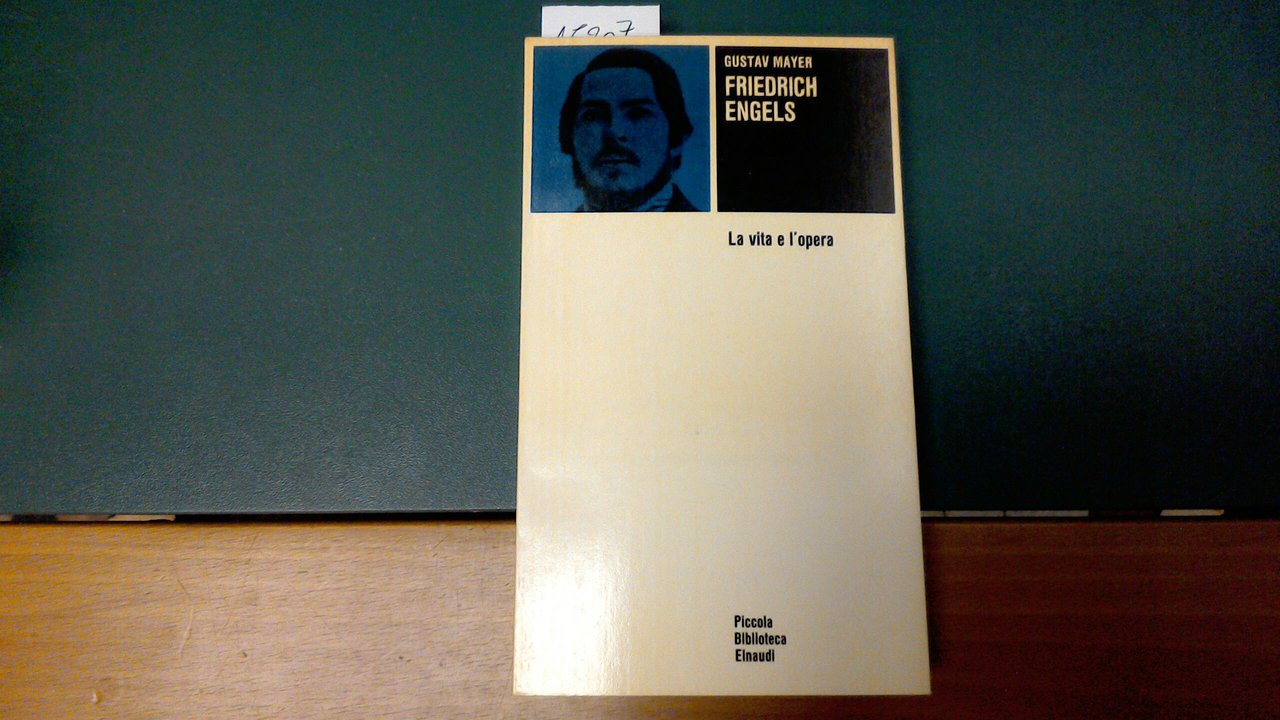 GUSTAV MAYER
FRIEDRICH
ENGELS
La vita e l'opera
Piccola
Biblioteca
Einaudi